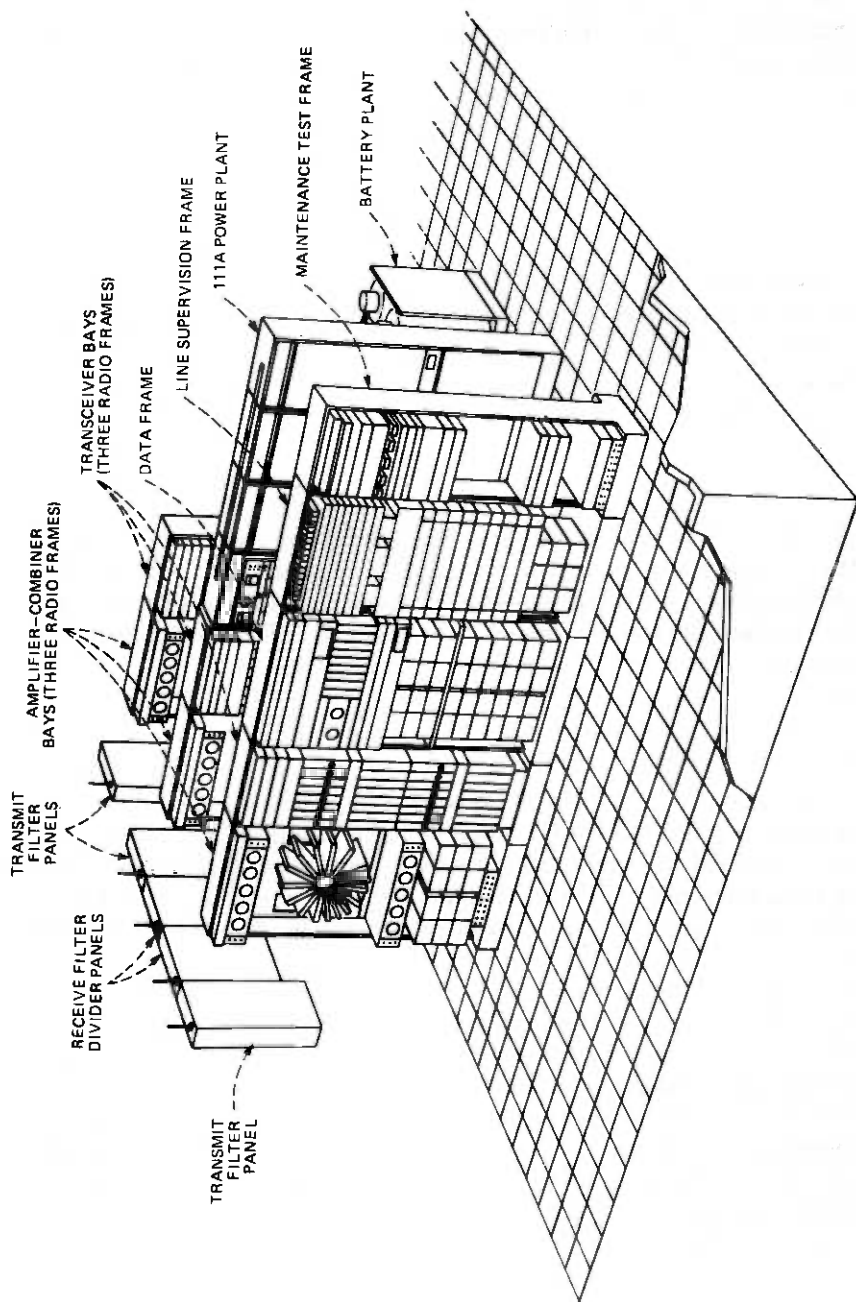 TRANSMIT
FILTER
PANEL
RECEIVE FILTER
DIVIDER PANELS
TRANSMIT
FILTER
PANELS
AMPLIFIER-COMBINER
BAYS (THREE RADIO FRAMES)
TRANSCEIVER BAYS
(THREE RADIO FRAMES)
DATA FRAME
LINE SUPERVISION FRAME
111A POWER PLANT
MAINTENANCE TEST FRAME
BATTERY PLANT